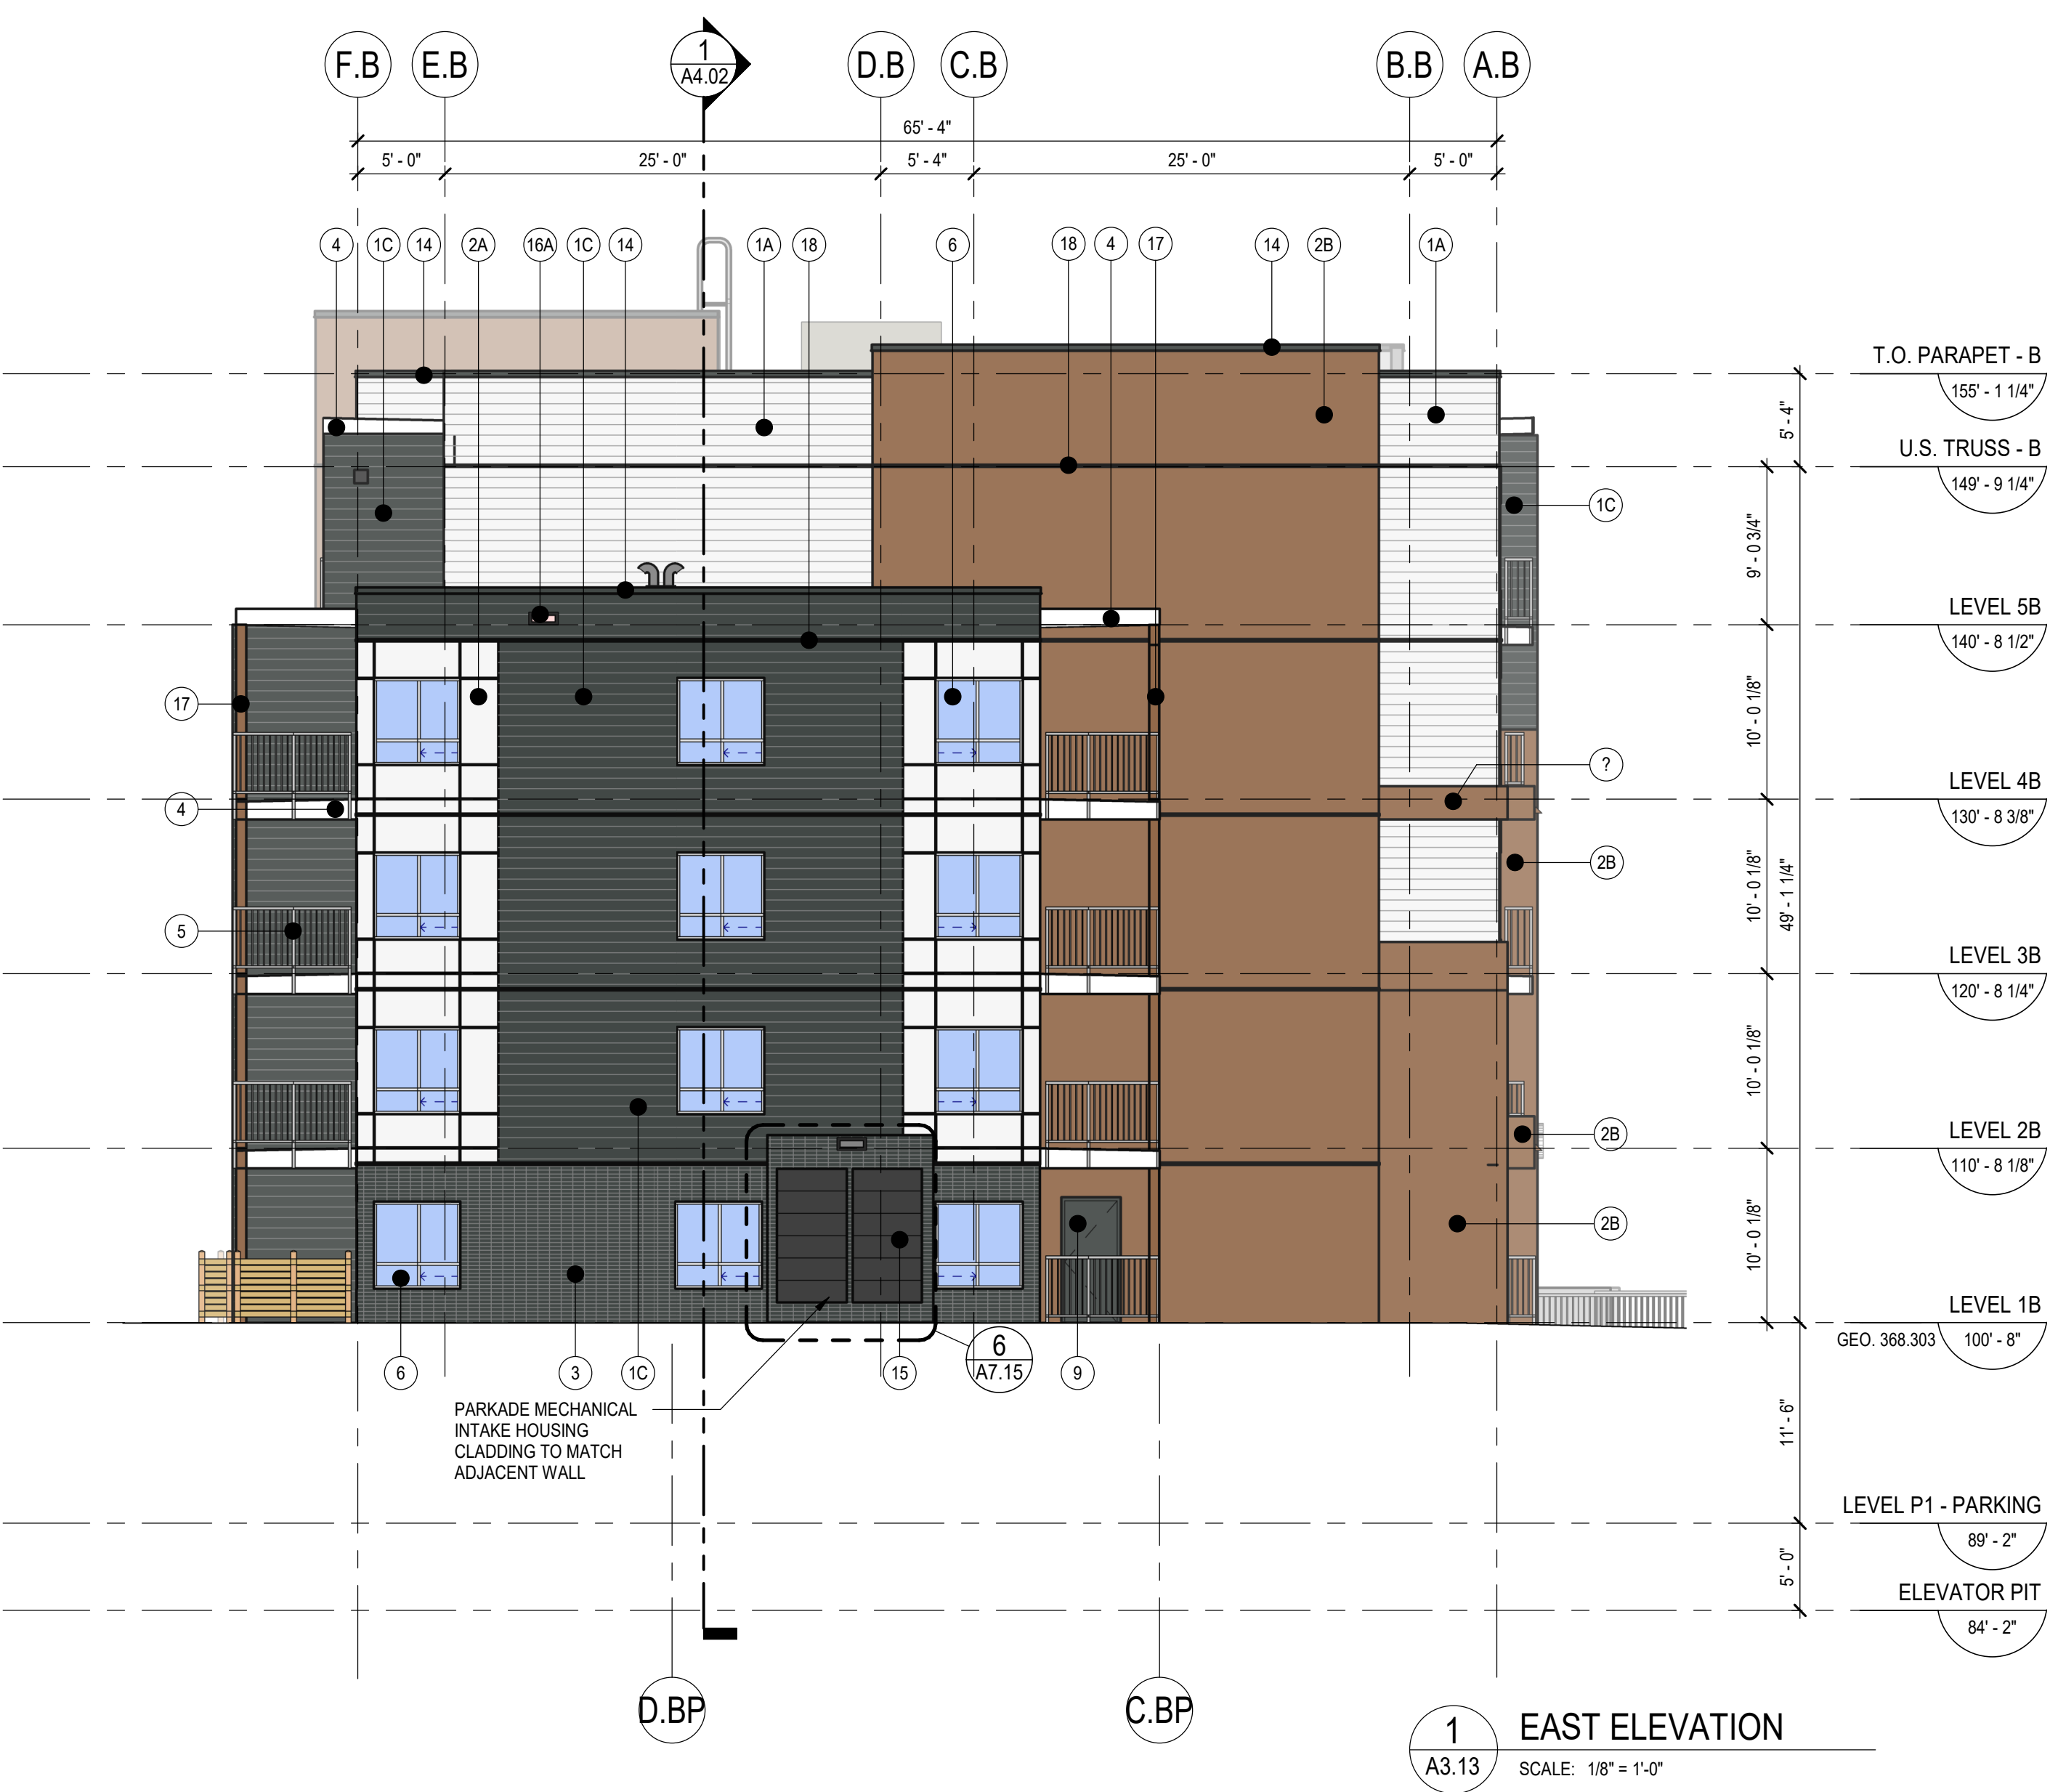 F.B
E.B
1
A4.02
D.B
C.B
B.B
A.B
65' - 4"
5' - 0"
25' - 0"
5' - 4"
25' - 0"
5' - 0"
4
1C
14
2A
16A
1C
14
1A
18
6
18
4
17
14
2B
1A
T.O. PARAPET - B
155' - 1 1/4"
5' - 4"
U.S. TRUSS - B
149' - 9 1/4"
1C
9' - 0 3/4"
LEVEL 5B
140' - 8 1/2"
17
10' - 0 1/8"
?
LEVEL 4B
130' - 8 3/8"
4
2B
10' - 0 1/8"
49' - 1 1/4"
5
LEVEL 3B
120' - 8 1/4"
10' - 0 1/8"
2B
LEVEL 2B
110' - 8 1/8"
2B
10' - 0 1/8"
LEVEL 1B
GEO. 368.303
100' - 8"
6
3
1C
15
6
A7.15
9
PARKADE MECHANICAL
INTAKE HOUSING
CLADDING TO MATCH
ADJACENT WALL
11' - 6"
LEVEL P1 - PARKING
89' - 2"
5' - 0"
ELEVATOR PIT
84' - 2"
D.BP
C.BP
1
A3.13
EAST ELEVATION
SCALE: 1/8" = 1'-0"